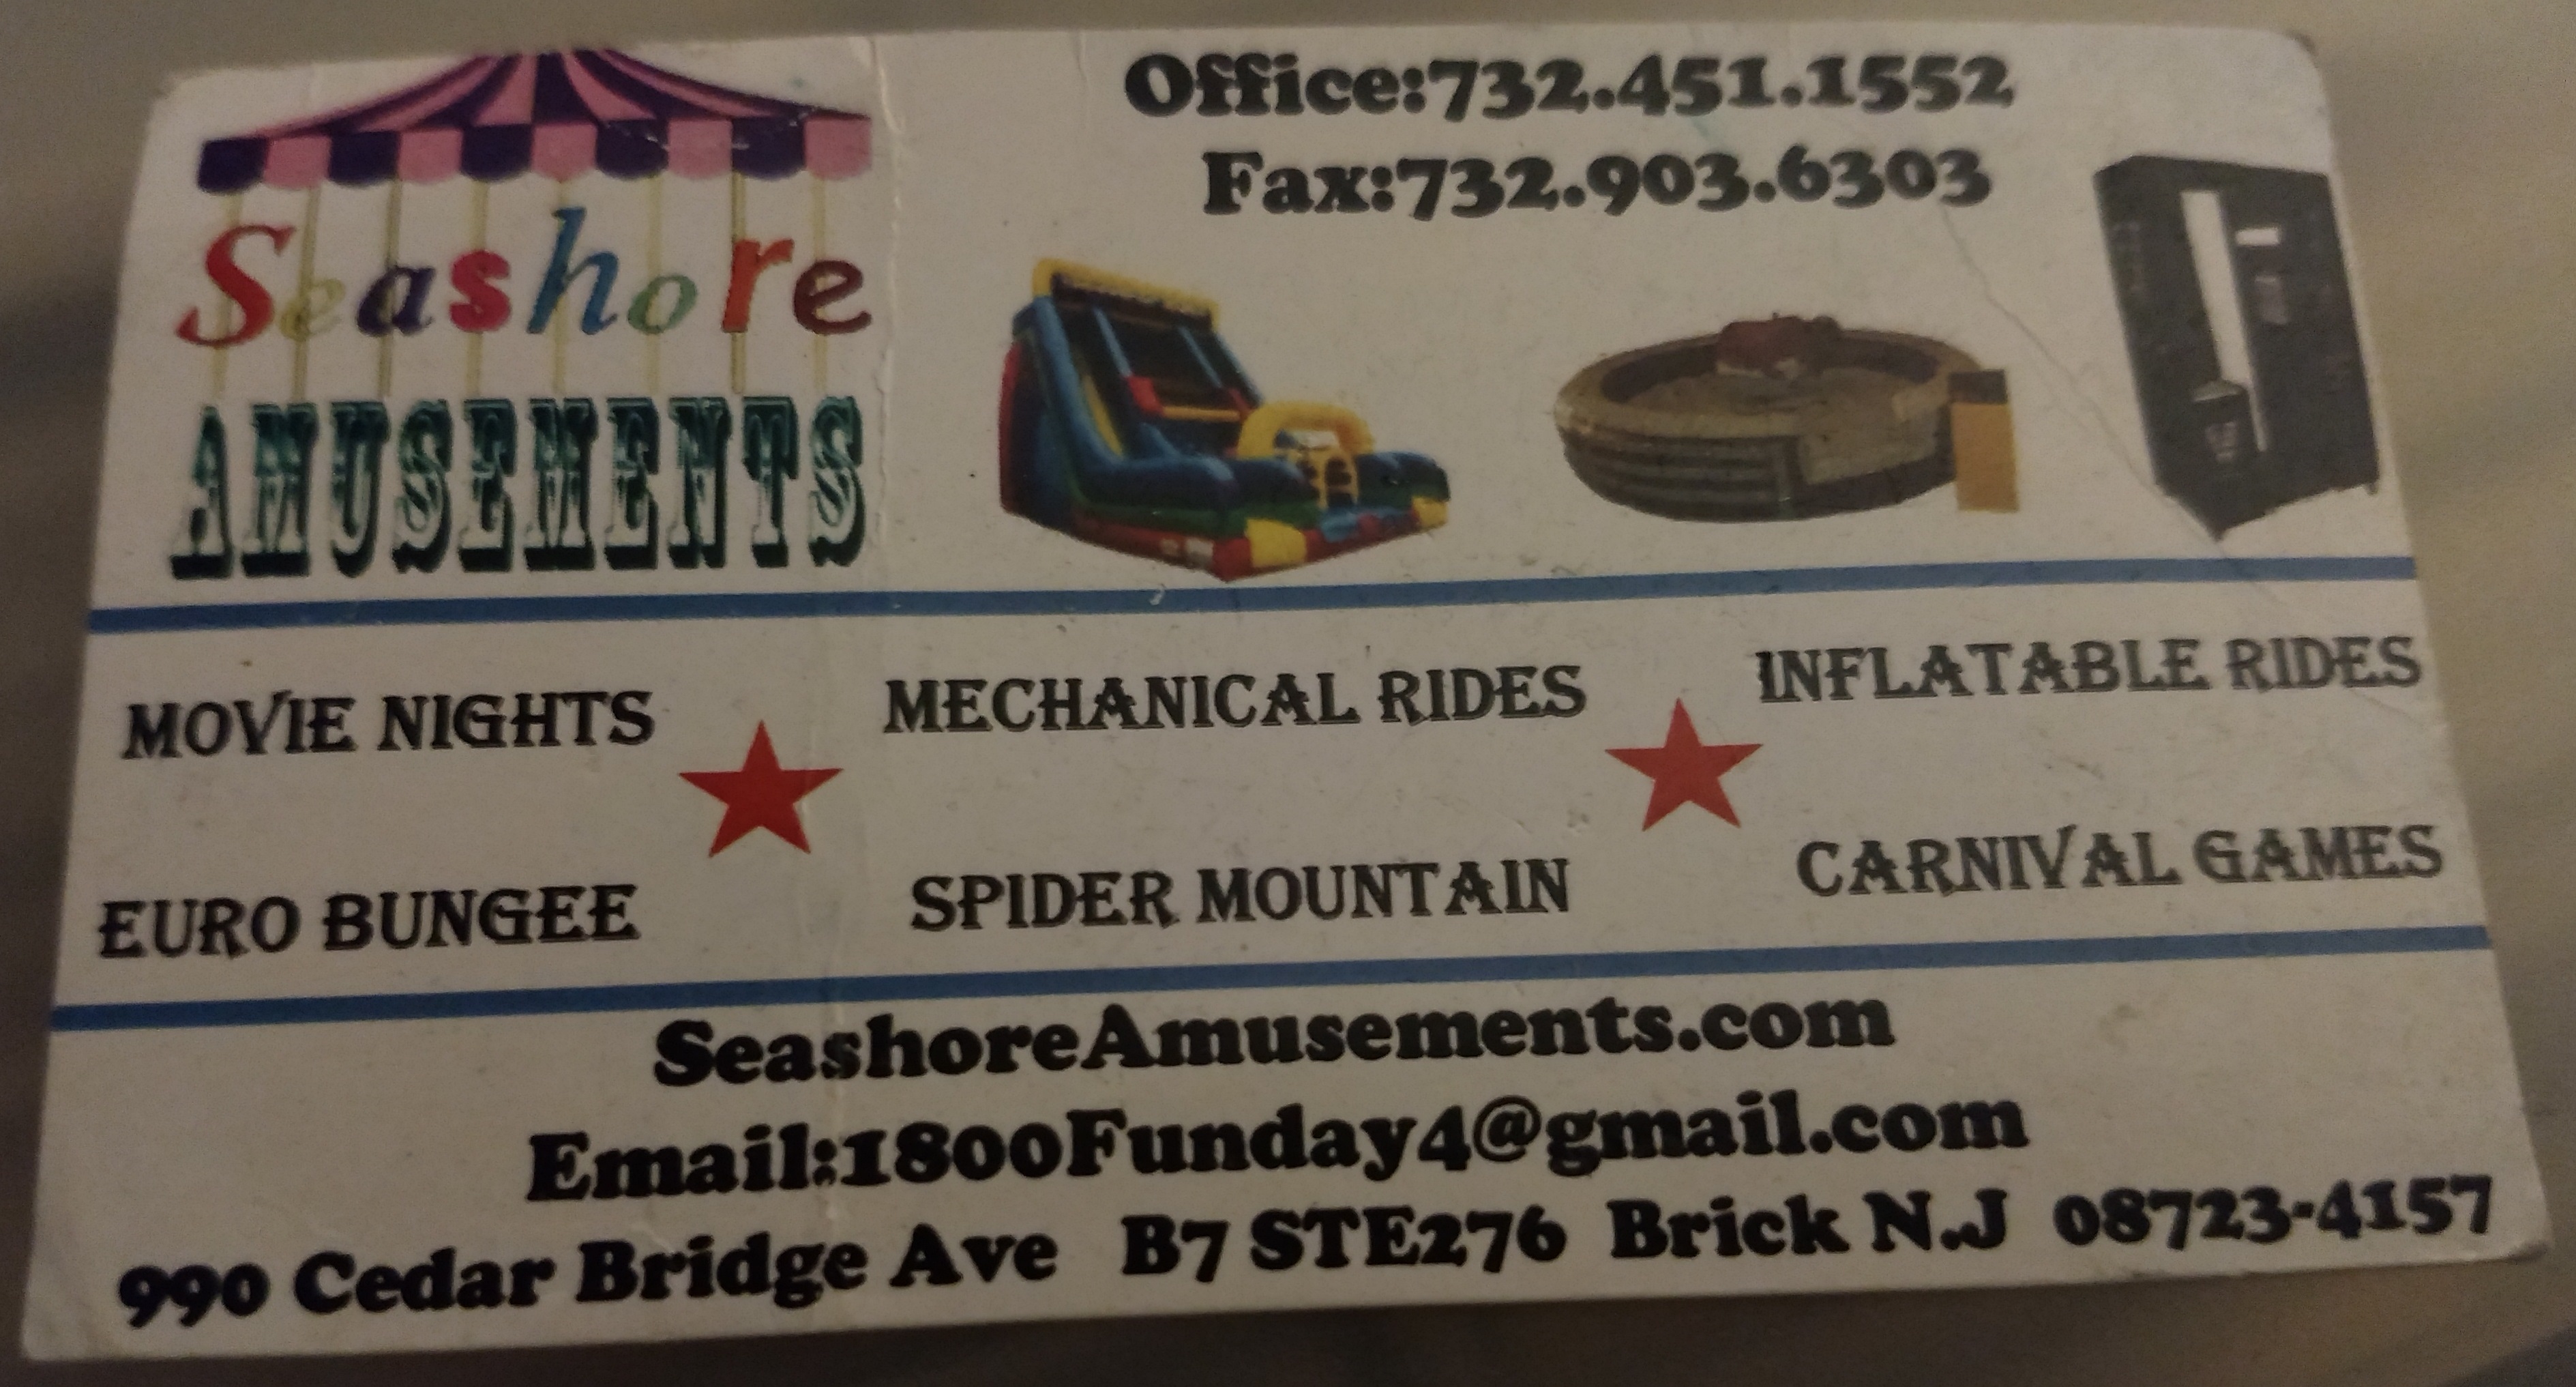 Seashore
AMUSEMENTS
Office:732.451.1552
Fax:732.903.6303
MOVIE NIGHTS
MECHANICAL RIDES
INFLATABLE RIDES
EURO BUNGEE
SPIDER MOUNTAIN
CARNIVAL GAMES
SeashoreAmusements.com
Email:1800Funday4@gmail.com
990 Cedar Bridge Ave B7 STE276 Brick N.J 08723-4157